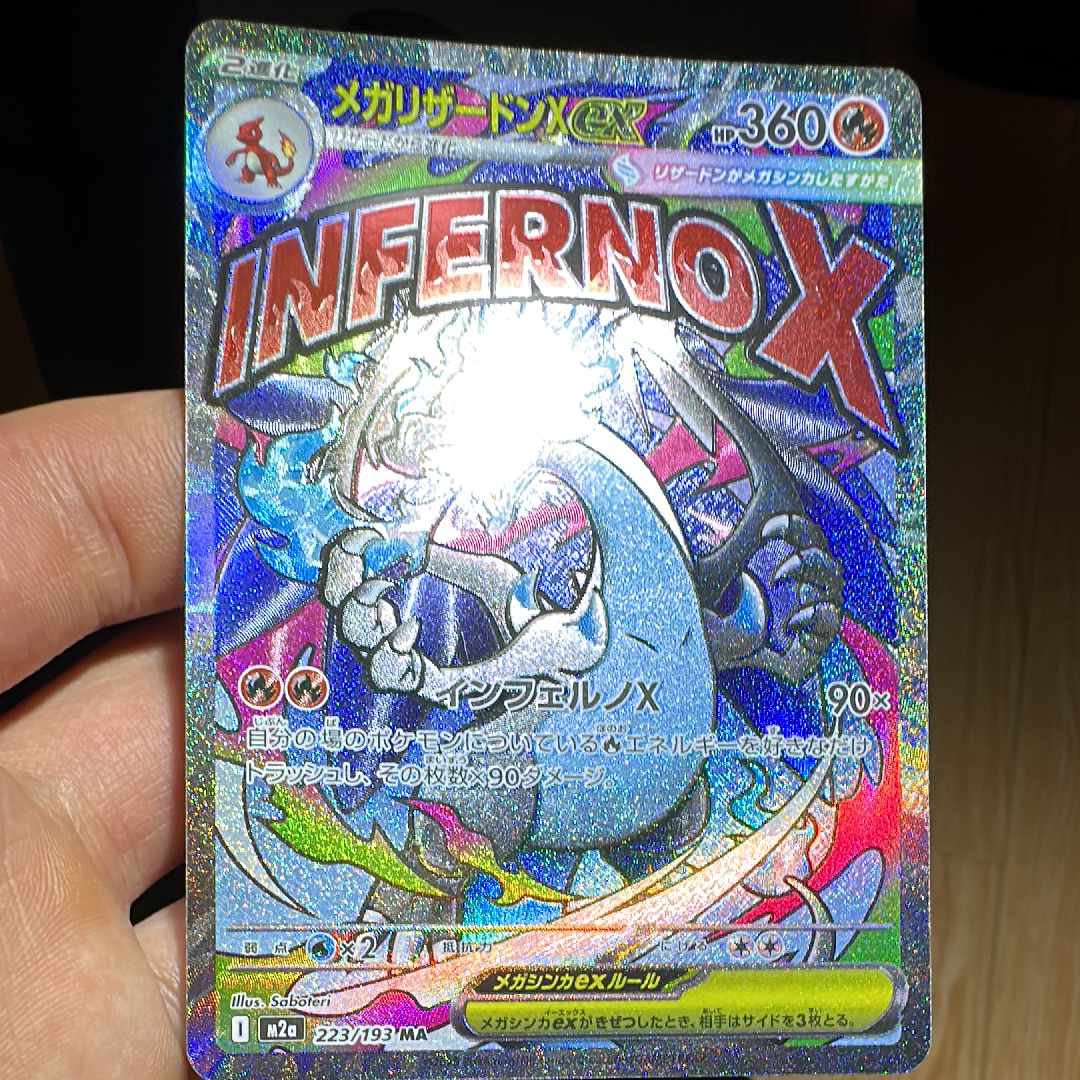 2進化
メガリザードンXex
HP360
リザードンがメガシンカしたすがた
INFERNO X
インフェルノX 90×
自分の場のポケモンについているエネルギーを好きなだけ
トラッシュし、その枚数×90ダメージ。
弱点 ×2 抵抗力 にげる
メガシンカexルール
メガシンカexがきぜつしたとき、相手はサイドを3枚とる。
Illus. Saboteri
I m2a 223/193 MA